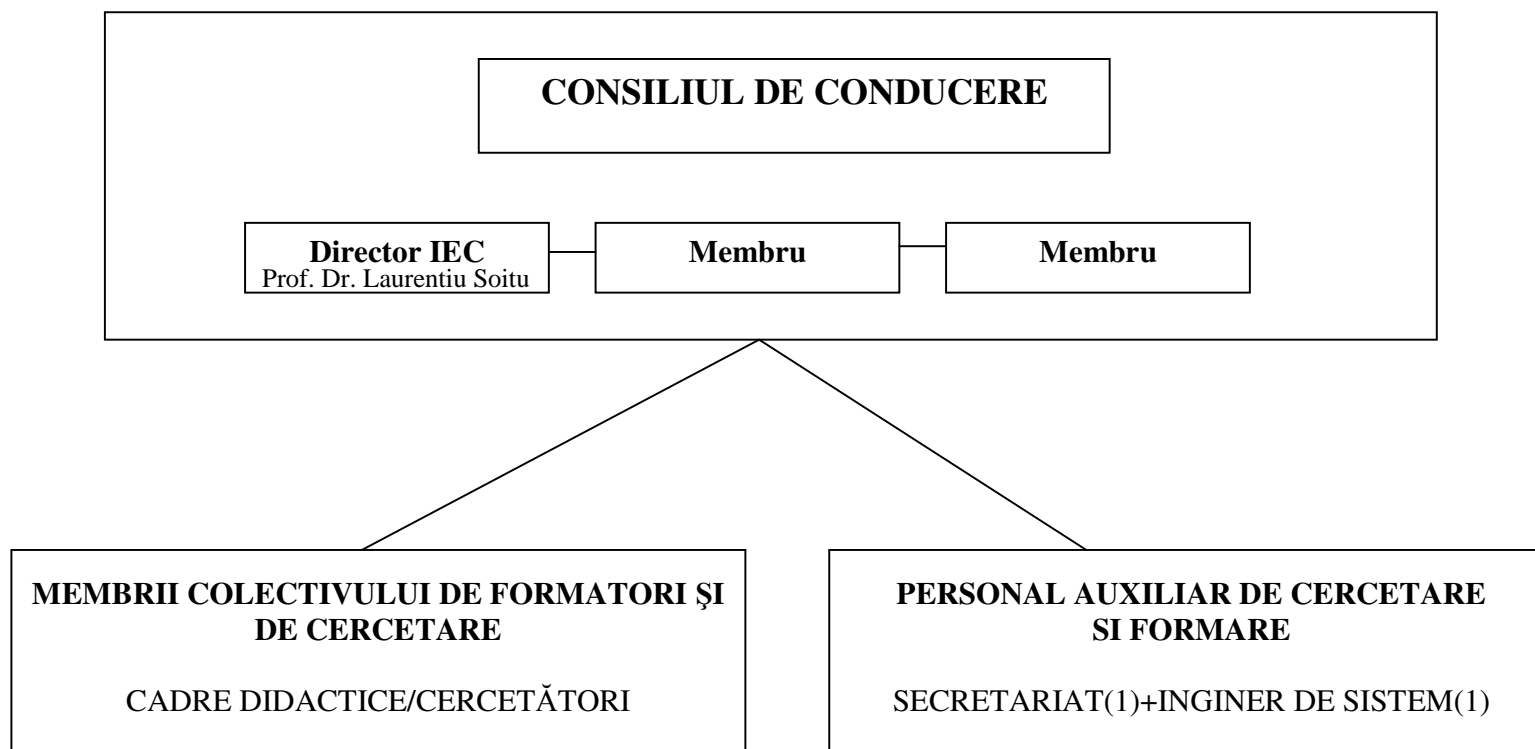 CONSILIUL DE CONDUCERE
Director IEC
Prof. Dr. Laurentiu Soitu
Membru
Membru
MEMBRII COLECTIVULUI DE FORMATORI ŞI
DE CERCETARE
CADRE DIDACTICE/CERCETĂTORI
PERSONAL AUXILIAR DE CERCETARE
SI FORMARE
SECRETARIAT(1)+INGINER DE SISTEM(1)